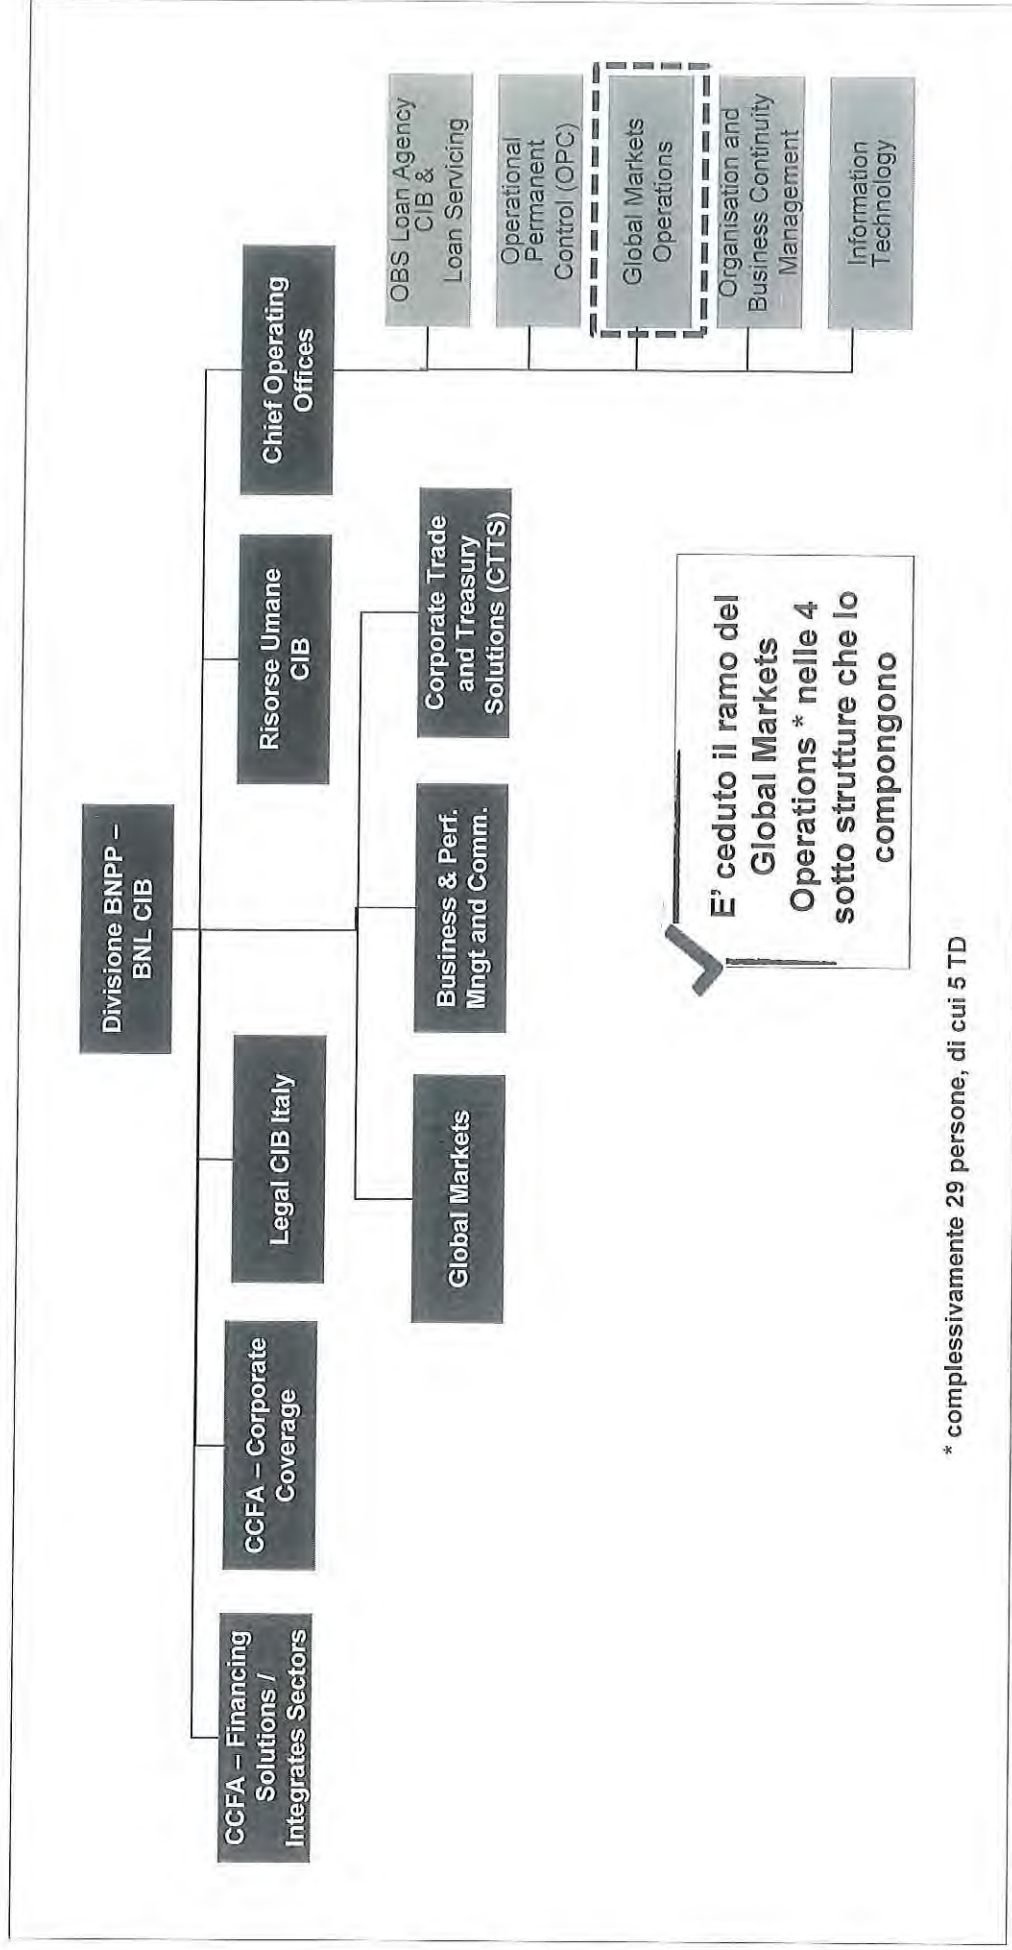 Divisione BNPP –
BNL CIB
CCFA – Financing
Solutions /
Integrates Sectors
CCFA – Corporate
Coverage
Legal CIB Italy
Risorse Umane
CIB
Chief Operating
Offices
Global Markets
Business & Perf.
Mngt and Comm.
Corporate Trade
and Treasury
Solutions (CTTS)
OBS Loan Agency
CIB &
Loan Servicing
Operational
Permanent
Control (OPC)
Global Markets
Operations
Organisation and
Business Continuity
Management
Information
Technology
E' ceduto il ramo del
Global Markets
Operations * nelle 4
sotto strutture che lo
compongono
* complessivamente 29 persone, di cui 5 TD